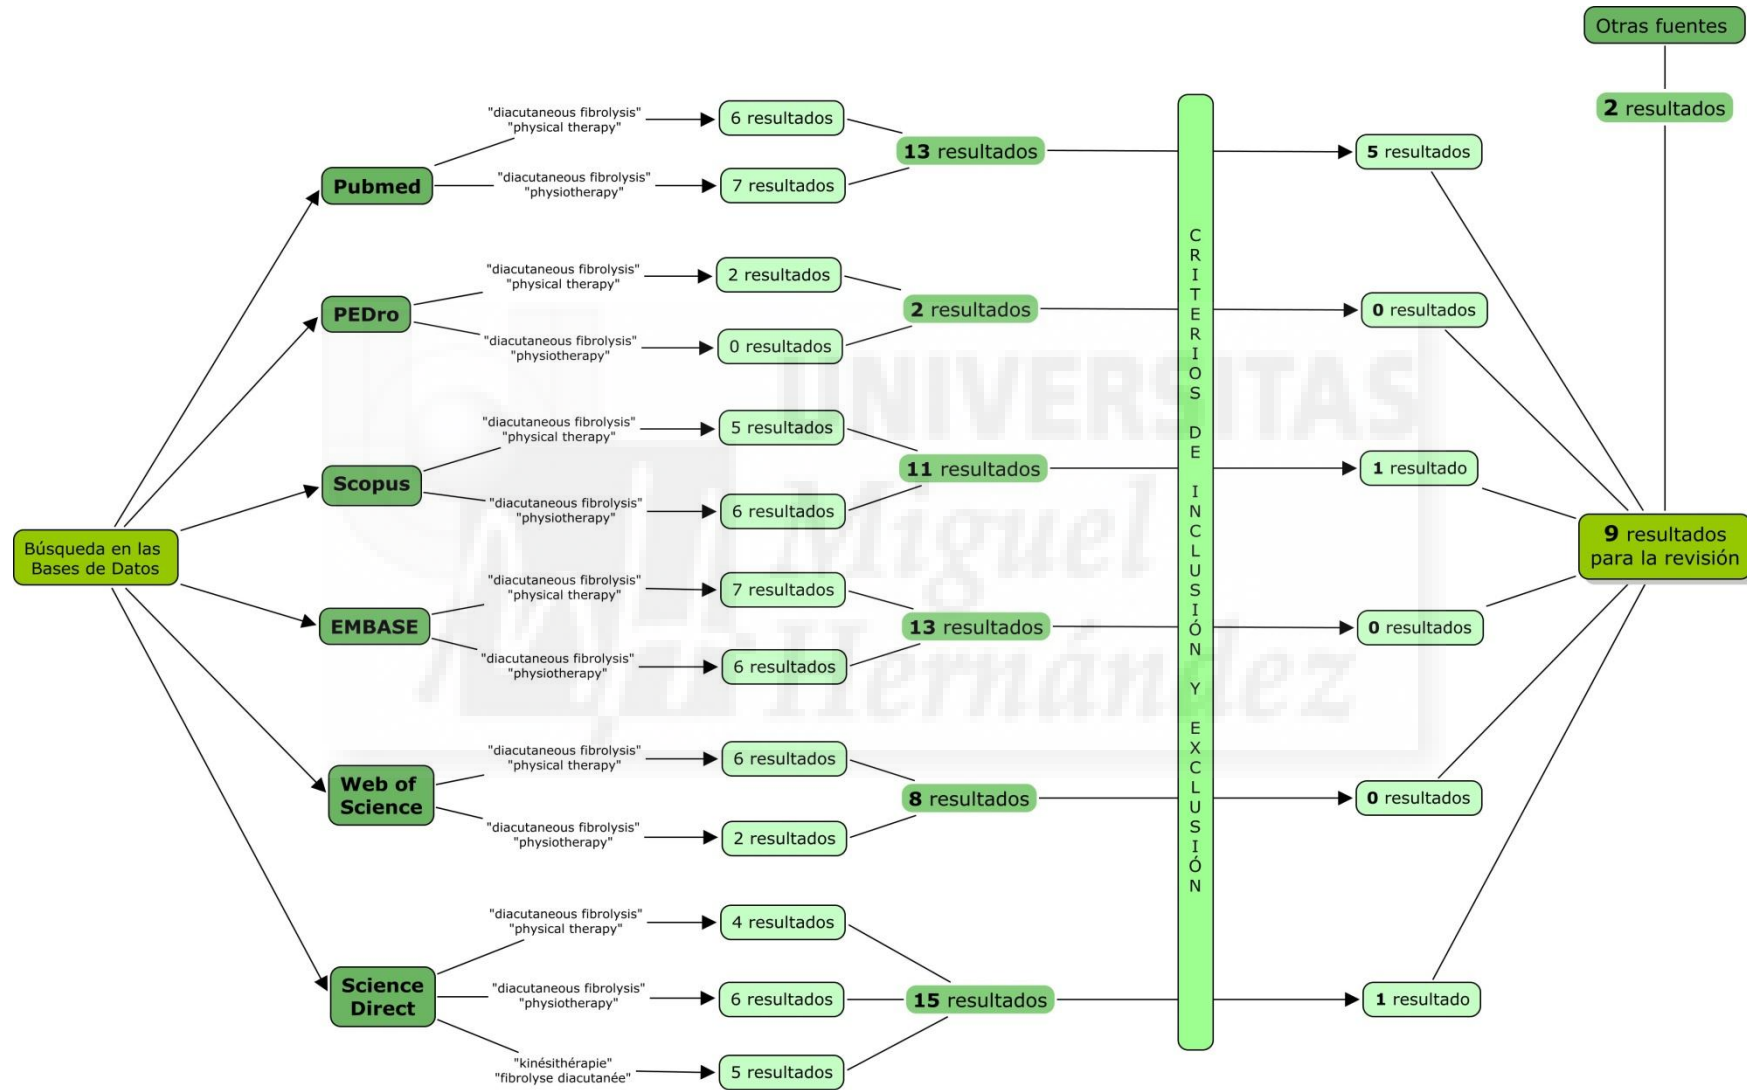 Otras fuentes
2 resultados
Búsqueda en las
Bases de Datos
Pubmed
"diacutaneous fibrolysis"
"physical therapy"
6 resultados
"diacutaneous fibrolysis"
"physiotherapy"
7 resultados
13 resultados
5 resultados
PEDro
"diacutaneous fibrolysis"
"physical therapy"
2 resultados
"diacutaneous fibrolysis"
"physiotherapy"
0 resultados
2 resultados
0 resultados
Scopus
"diacutaneous fibrolysis"
"physical therapy"
5 resultados
"diacutaneous fibrolysis"
"physiotherapy"
6 resultados
11 resultados
1 resultado
EMBASE
"diacutaneous fibrolysis"
"physical therapy"
7 resultados
"diacutaneous fibrolysis"
"physiotherapy"
6 resultados
13 resultados
0 resultados
Web of
Science
"diacutaneous fibrolysis"
"physical therapy"
6 resultados
"diacutaneous fibrolysis"
"physiotherapy"
2 resultados
8 resultados
0 resultados
Science
Direct
"diacutaneous fibrolysis"
"physical therapy"
4 resultados
"diacutaneous fibrolysis"
"physiotherapy"
6 resultados
"kinésithérapie"
"fibrolyse diacutanée"
5 resultados
15 resultados
1 resultado
CRITERIOS DE INCLUSIÓN Y EXCLUSIÓN
9 resultados
para la revisión
UNIVERSITAS
Miguel
Hernández